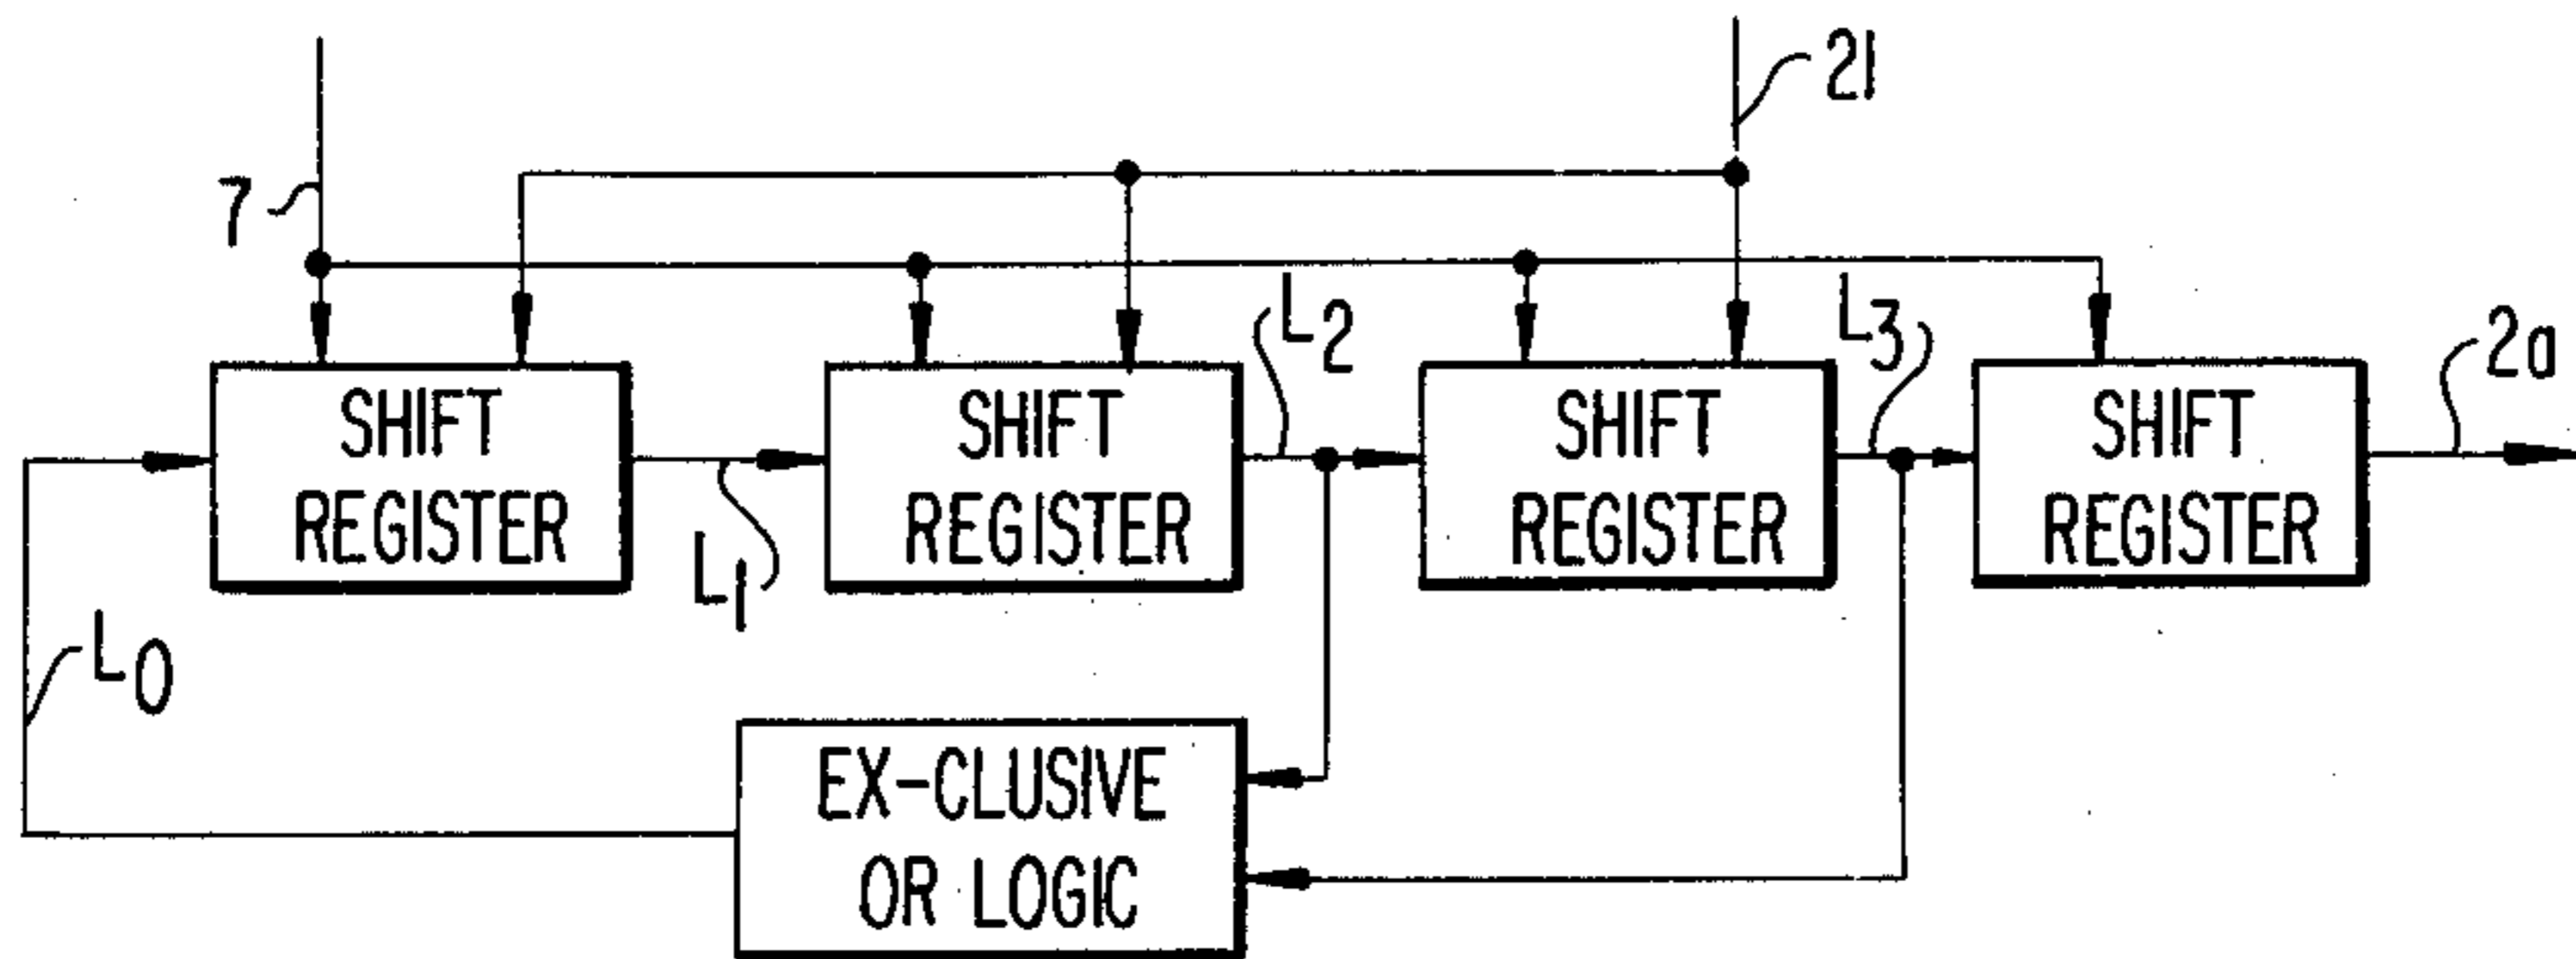 21
7
L2
L3
2a
SHIFT
REGISTER
SHIFT
REGISTER
SHIFT
REGISTER
SHIFT
REGISTER
L1
L0
EX-CLUSIVE
OR LOGIC